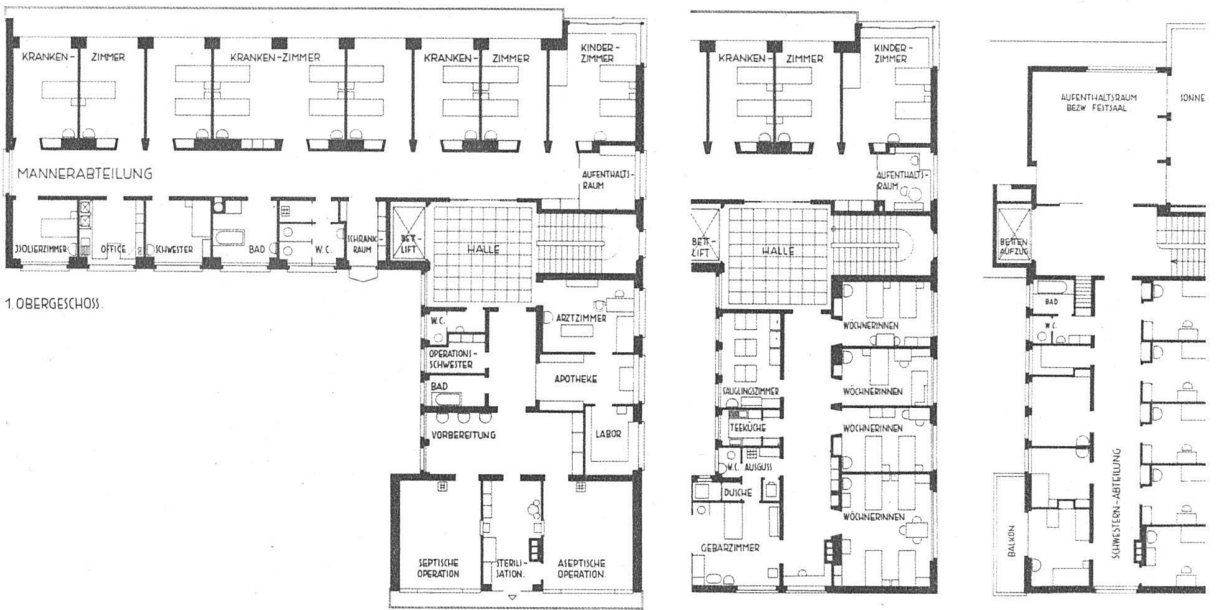 KRANKEN-
ZIMMER
KRANKEN-ZIMMER
KRANKEN-
ZIMMER
KINDER-
ZIMMER
MANNERABTEILUNG
AUFENTHALTS-
RAUM
ISOLIERZIMMER
OFFICE
SCHWESTER
BAD
W.C.
SCHRANK-
RAUM
BETT-
LIFT
HALLE
1. OBERGESCHOSS.
W.C.
ARZTZIMMER
OPERATIONS-
SCHWESTER
BAD
APOTHEKE
VORBEREITUNG
LABOR
SEPTISCHE
OPERATION
STERILI-
SATION.
ASEPTISCHE
OPERATION.
KRANKEN-
ZIMMER
KINDER-
ZIMMER
AUFENTHALTS-
RAUM
BETT-
LIFT
HALLE
WÖCHNERINNEN
SÄUGLINGSZIMMER
WÖCHNERINNEN
TEEKÜCHE
WÖCHNERINNEN
W.C.
AUSGUSS
DUSCHE
WÖCHNERINNEN
GEBÄRZIMMER
AUFENTHALTSRAUM
BEZW. FESTSAAL
SONNE
BETTEN
AUFZUG
BAD
W.C.
SCHWESTERN-ABTEILUNG
BALKON